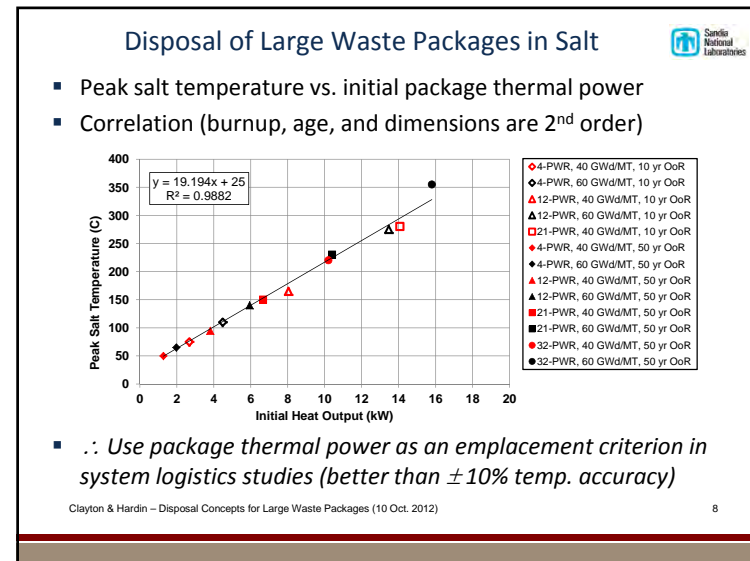 Disposal of Large Waste Packages in Salt
Sandia
National
Laboratories
▪ Peak salt temperature vs. initial package thermal power
▪ Correlation (burnup, age, and dimensions are 2nd order)
400
350
300
250
200
150
100
50
0
Peak Salt Temperature (C)
y = 19.194x + 25
R² = 0.9882
0 2 4 6 8 10 12 14 16 18 20
Initial Heat Output (kW)
4-PWR, 40 GWd/MT, 10 yr OoR
4-PWR, 60 GWd/MT, 10 yr OoR
12-PWR, 40 GWd/MT, 10 yr OoR
12-PWR, 60 GWd/MT, 10 yr OoR
21-PWR, 40 GWd/MT, 10 yr OoR
4-PWR, 40 GWd/MT, 50 yr OoR
4-PWR, 60 GWd/MT, 50 yr OoR
12-PWR, 40 GWd/MT, 50 yr OoR
12-PWR, 60 GWd/MT, 50 yr OoR
21-PWR, 40 GWd/MT, 50 yr OoR
21-PWR, 60 GWd/MT, 50 yr OoR
32-PWR, 40 GWd/MT, 50 yr OoR
32-PWR, 60 GWd/MT, 50 yr OoR
▪ ∴ Use package thermal power as an emplacement criterion in
system logistics studies (better than ±10% temp. accuracy)
Clayton & Hardin – Disposal Concepts for Large Waste Packages (10 Oct. 2012) 8